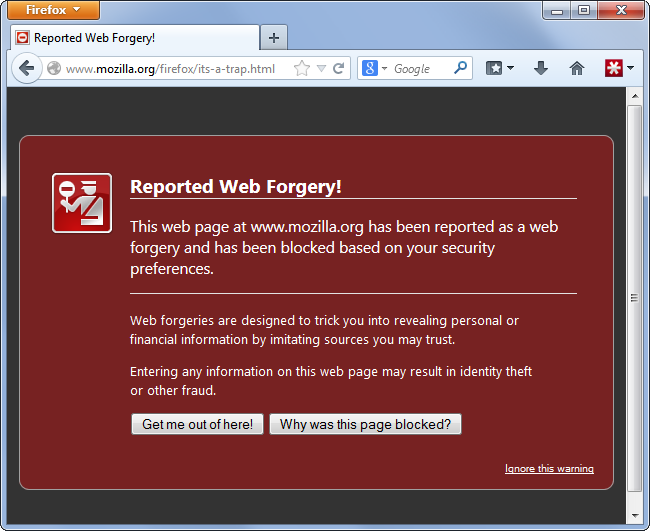 Firefox
Reported Web Forgery!
www.mozilla.org/firefox/its-a-trap.html
Google
Reported Web Forgery!
This web page at www.mozilla.org has been reported as a web
forgery and has been blocked based on your security
preferences.
Web forgeries are designed to trick you into revealing personal or
financial information by imitating sources you may trust.
Entering any information on this web page may result in identity theft
or other fraud.
Get me out of here! Why was this page blocked?
Ignore this warning